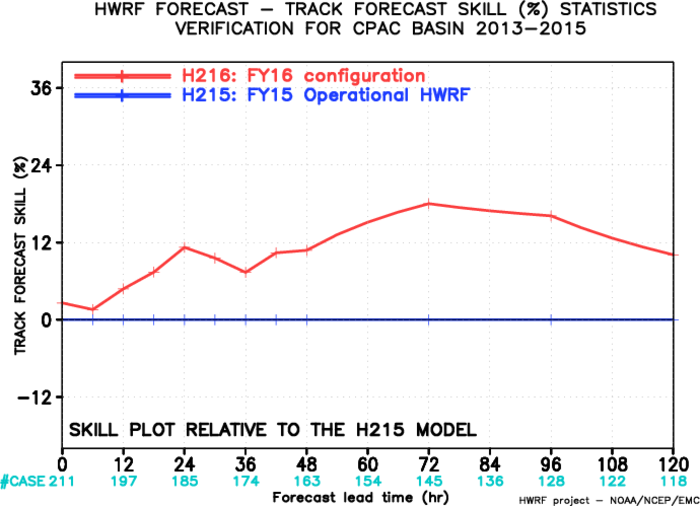 HWRF FORECAST – TRACK FORECAST SKILL (%) STATISTICS
VERIFICATION FOR CPAC BASIN 2013–2015
H216: FY16 configuration
H215: FY15 Operational HWRF
TRACK FORECAST SKILL (%)
36
24
12
0
–12
SKILL PLOT RELATIVE TO THE H215 MODEL
0 12 24 36 48 60 72 84 96 108 120
#CASE 211 197 185 174 163 154 145 136 128 122 118
Forecast lead time (hr)
HWRF project – NOAA/NCEP/EMC